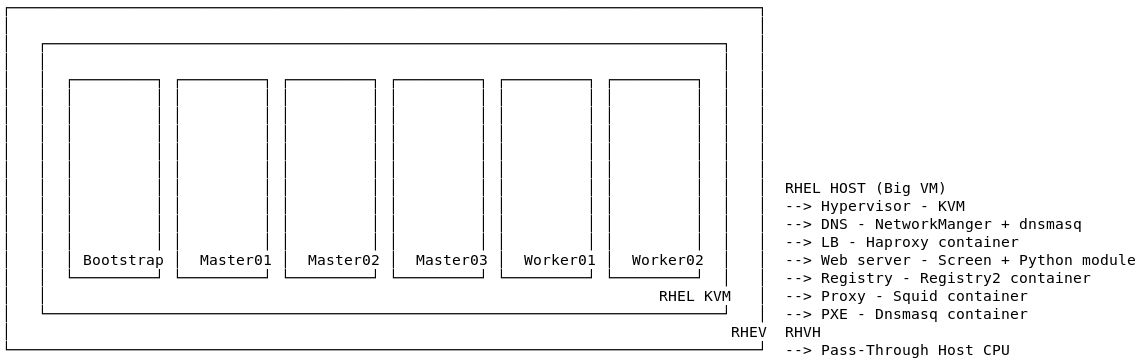 RHEL HOST (Big VM)
--> Hypervisor - KVM
--> DNS - NetworkManger + dnsmasq
--> LB - Haproxy container
Bootstrap Master01 Master02 Master03 Worker01 Worker02 --> Web server - Screen + Python module
--> Registry - Registry2 container
RHEL KVM --> Proxy - Squid container
--> PXE - Dnsmasq container
RHEV RHVH
--> Pass-Through Host CPU